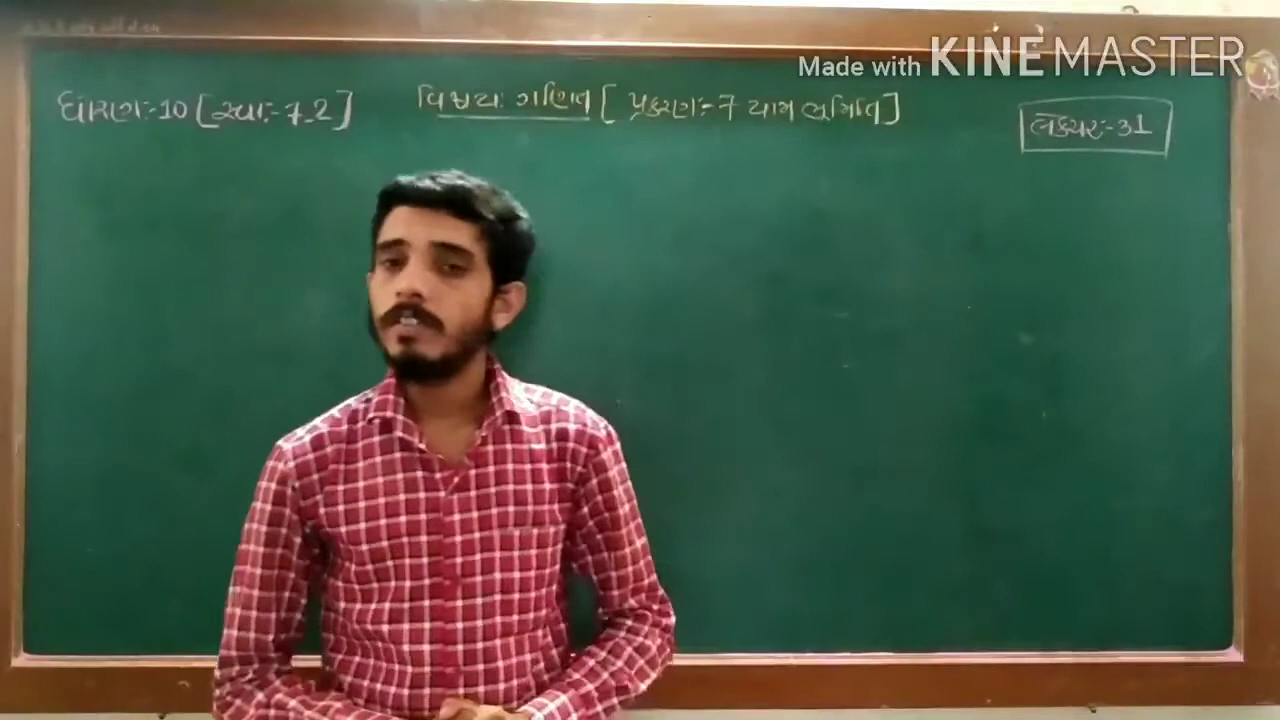 Made with KINEMASTER
ધોરણ:-10 [સ્વા:-7.2] વિષય: ગણિત [ પ્રકરણ:-7 યામ ભૂમિતિ ]
લેક્ચર:-31